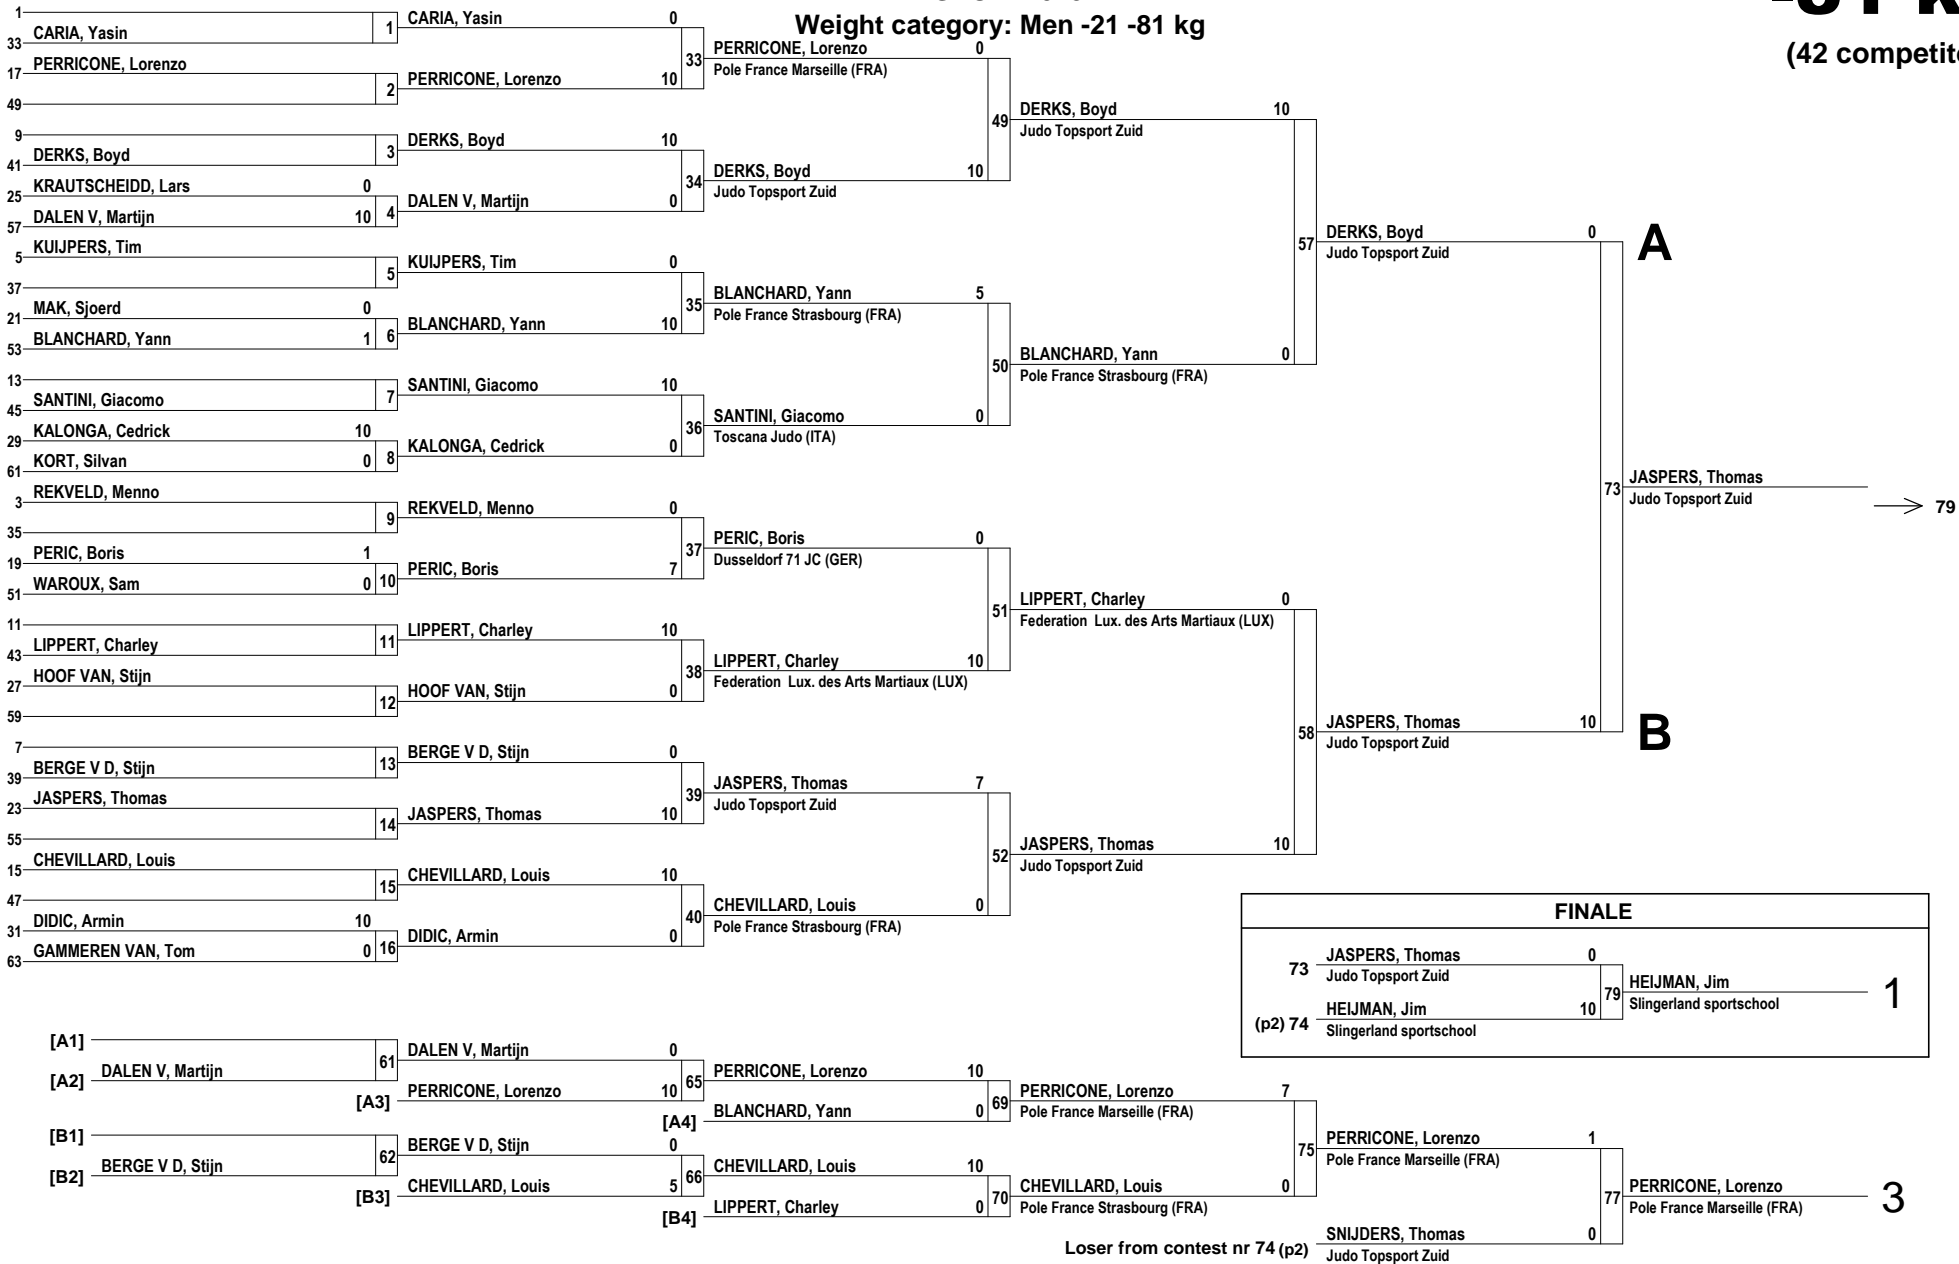 Weight category: Men -21 -81 kg
(42 competit
1
33 CARIA, Yasin
1
17 PERRICONE, Lorenzo
49
2
9
41 DERKS, Boyd
3
25 KRAUTSCHEIDD, Lars 0
57 DALEN V, Martijn 10
4
5 KUIJPERS, Tim
37
5
21 MAK, Sjoerd 0
53 BLANCHARD, Yann 1
6
13
45 SANTINI, Giacomo
7
29 KALONGA, Cedrick 10
61 KORT, Silvan 0
8
3 REKVELD, Menno
35
9
19 PERIC, Boris 1
51 WAROUX, Sam 0
10
11
43 LIPPERT, Charley
11
27 HOOF VAN, Stijn
59
12
7
39 BERGE V D, Stijn
13
23 JASPERS, Thomas
55
14
15 CHEVILLARD, Louis
47
15
31 DIDIC, Armin 10
63 GAMMEREN VAN, Tom 0
16
CARIA, Yasin 0
PERRICONE, Lorenzo 10
33
DERKS, Boyd 10
DALEN V, Martijn 0
34
KUIJPERS, Tim 0
BLANCHARD, Yann 10
35
SANTINI, Giacomo 10
KALONGA, Cedrick 0
36
REKVELD, Menno 0
PERIC, Boris 7
37
LIPPERT, Charley 10
HOOF VAN, Stijn 0
38
BERGE V D, Stijn 0
JASPERS, Thomas 10
39
CHEVILLARD, Louis 10
DIDIC, Armin 0
40
PERRICONE, Lorenzo 0
Pole France Marseille (FRA)
49
DERKS, Boyd 10
Judo Topsport Zuid
BLANCHARD, Yann 5
Pole France Strasbourg (FRA)
50
SANTINI, Giacomo 0
Toscana Judo (ITA)
PERIC, Boris 0
Dusseldorf 71 JC (GER)
51
LIPPERT, Charley 10
Federation Lux. des Arts Martiaux (LUX)
JASPERS, Thomas 7
Judo Topsport Zuid
52
CHEVILLARD, Louis 0
Pole France Strasbourg (FRA)
DERKS, Boyd 10
Judo Topsport Zuid
57
BLANCHARD, Yann 0
Pole France Strasbourg (FRA)
LIPPERT, Charley 0
Federation Lux. des Arts Martiaux (LUX)
58
JASPERS, Thomas 10
Judo Topsport Zuid
DERKS, Boyd 0
Judo Topsport Zuid
A
73
JASPERS, Thomas 10
Judo Topsport Zuid
B
JASPERS, Thomas
Judo Topsport Zuid
79
FINALE
73 JASPERS, Thomas 0
Judo Topsport Zuid
(p2) 74 HEIJMAN, Jim 10
Slingerland sportschool
79
HEIJMAN, Jim
Slingerland sportschool
1
[A1]
[A2] DALEN V, Martijn
61
DALEN V, Martijn 0
[A3] PERRICONE, Lorenzo 10
65
PERRICONE, Lorenzo 10
[A4] BLANCHARD, Yann 0
69
PERRICONE, Lorenzo 7
Pole France Marseille (FRA)
[B1]
[B2] BERGE V D, Stijn
62
BERGE V D, Stijn 0
[B3] CHEVILLARD, Louis 5
66
CHEVILLARD, Louis 10
[B4] LIPPERT, Charley 0
70
CHEVILLARD, Louis 0
Pole France Strasbourg (FRA)
75
PERRICONE, Lorenzo 1
Pole France Marseille (FRA)
Loser from contest nr 74 (p2) SNIJDERS, Thomas 0
Judo Topsport Zuid
77
PERRICONE, Lorenzo
Pole France Marseille (FRA)
3